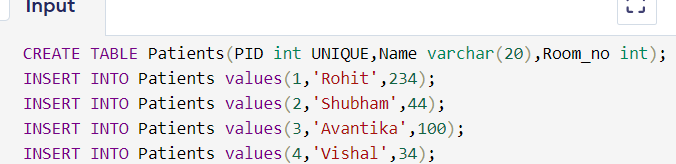 Input
CREATE TABLE Patients(PID int UNIQUE,Name varchar(20),Room_no int);
INSERT INTO Patients values(1,'Rohit',234);
INSERT INTO Patients values(2,'Shubham',44);
INSERT INTO Patients values(3,'Avantika',100);
INSERT INTO Patients values(4,'Vishal',34);